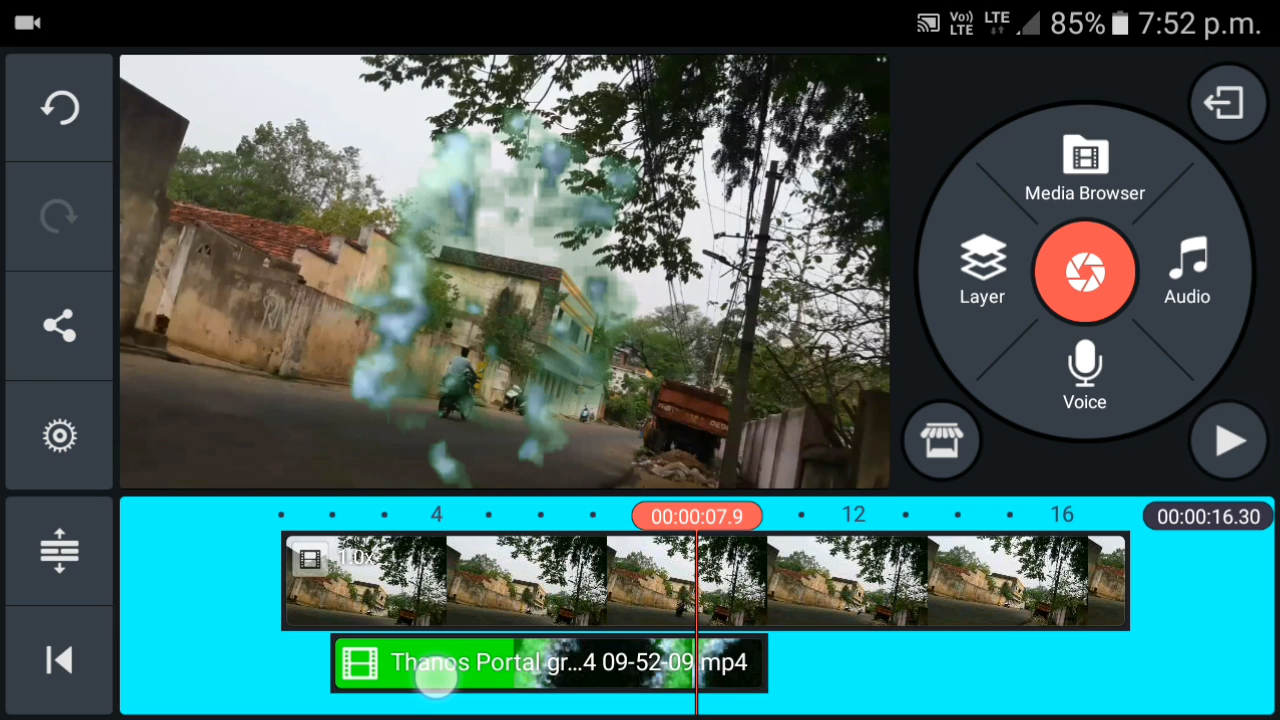 Vo) LTE LTE 85% 7:52 p.m.
Media Browser
Layer
Audio
Voice
4 00:00:07.9 12 16 00:00:16.30
1.0x
Thanos Portal gr...4 09-52-09.mp4